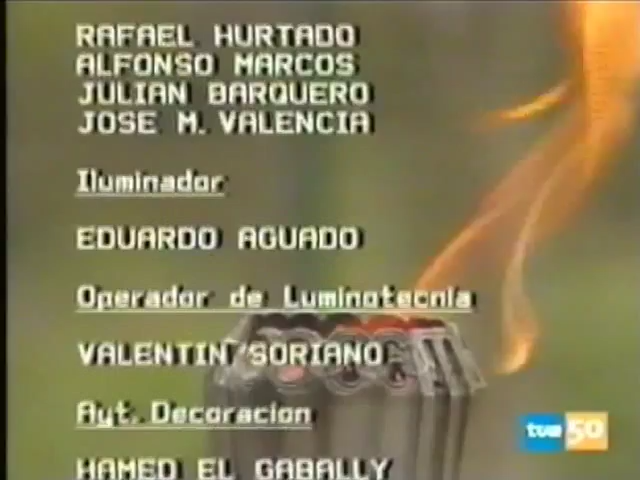 RAFAEL HURTADO
ALFONSO MARCOS
JULIAN BARQUERO
JOSE M. VALENCIA
Iluminador
EDUARDO AGUADO
Operador de Luminotecnia
VALENTIN SORIANO
Ayt. Decoracion
HAMED EL GABALLY
tve 50